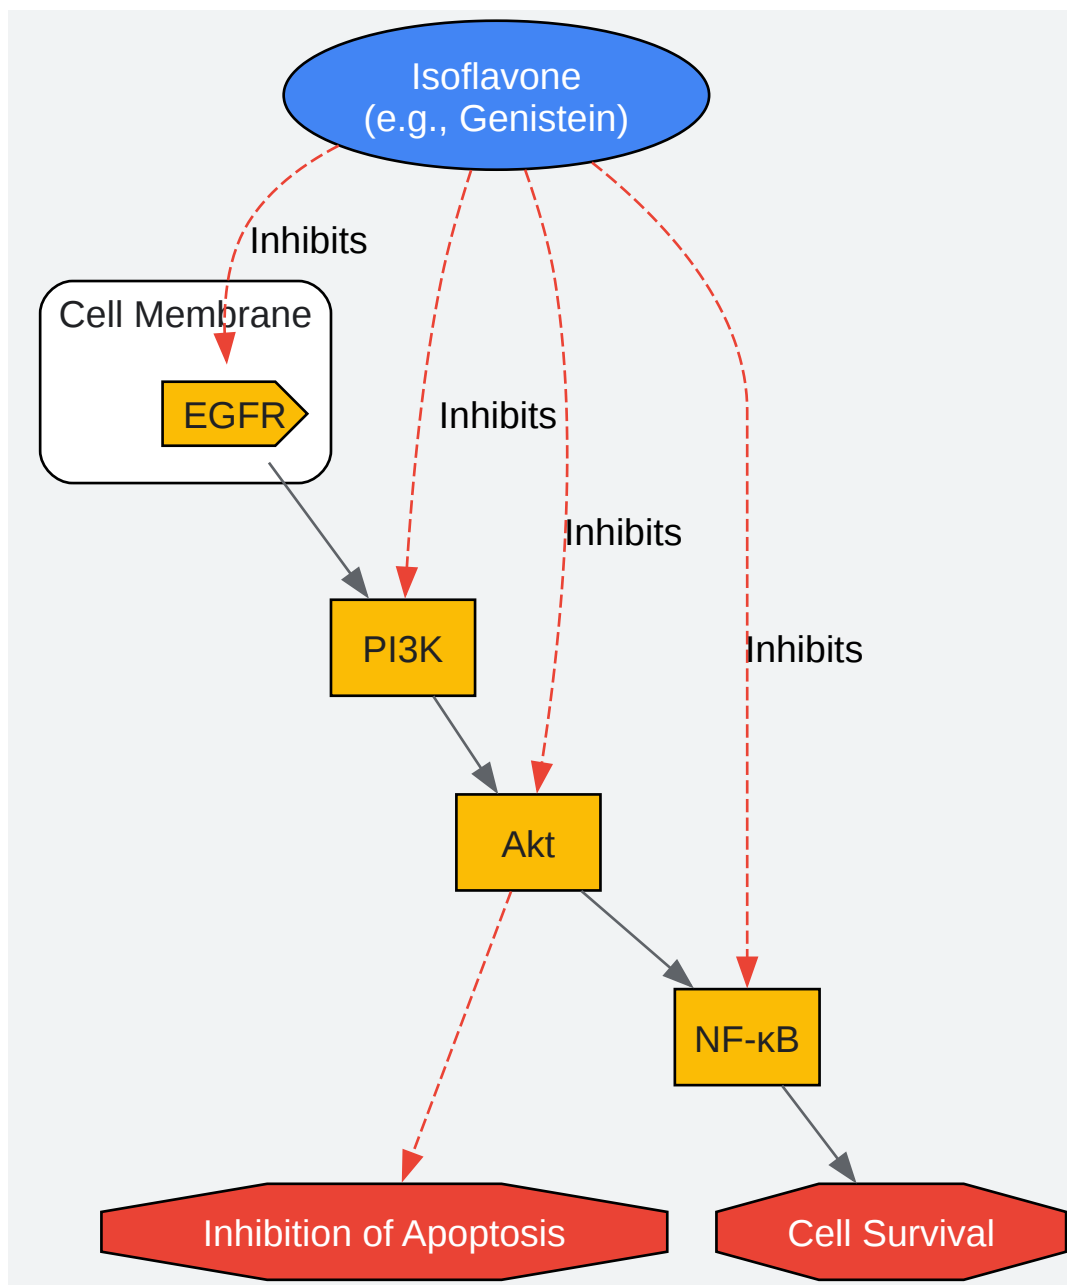 Isoflavone
(e.g., Genistein)
Inhibits
Cell Membrane
EGFR
Inhibits
Inhibits
PI3K
Inhibits
Akt
NF-κB
Inhibition of Apoptosis
Cell Survival